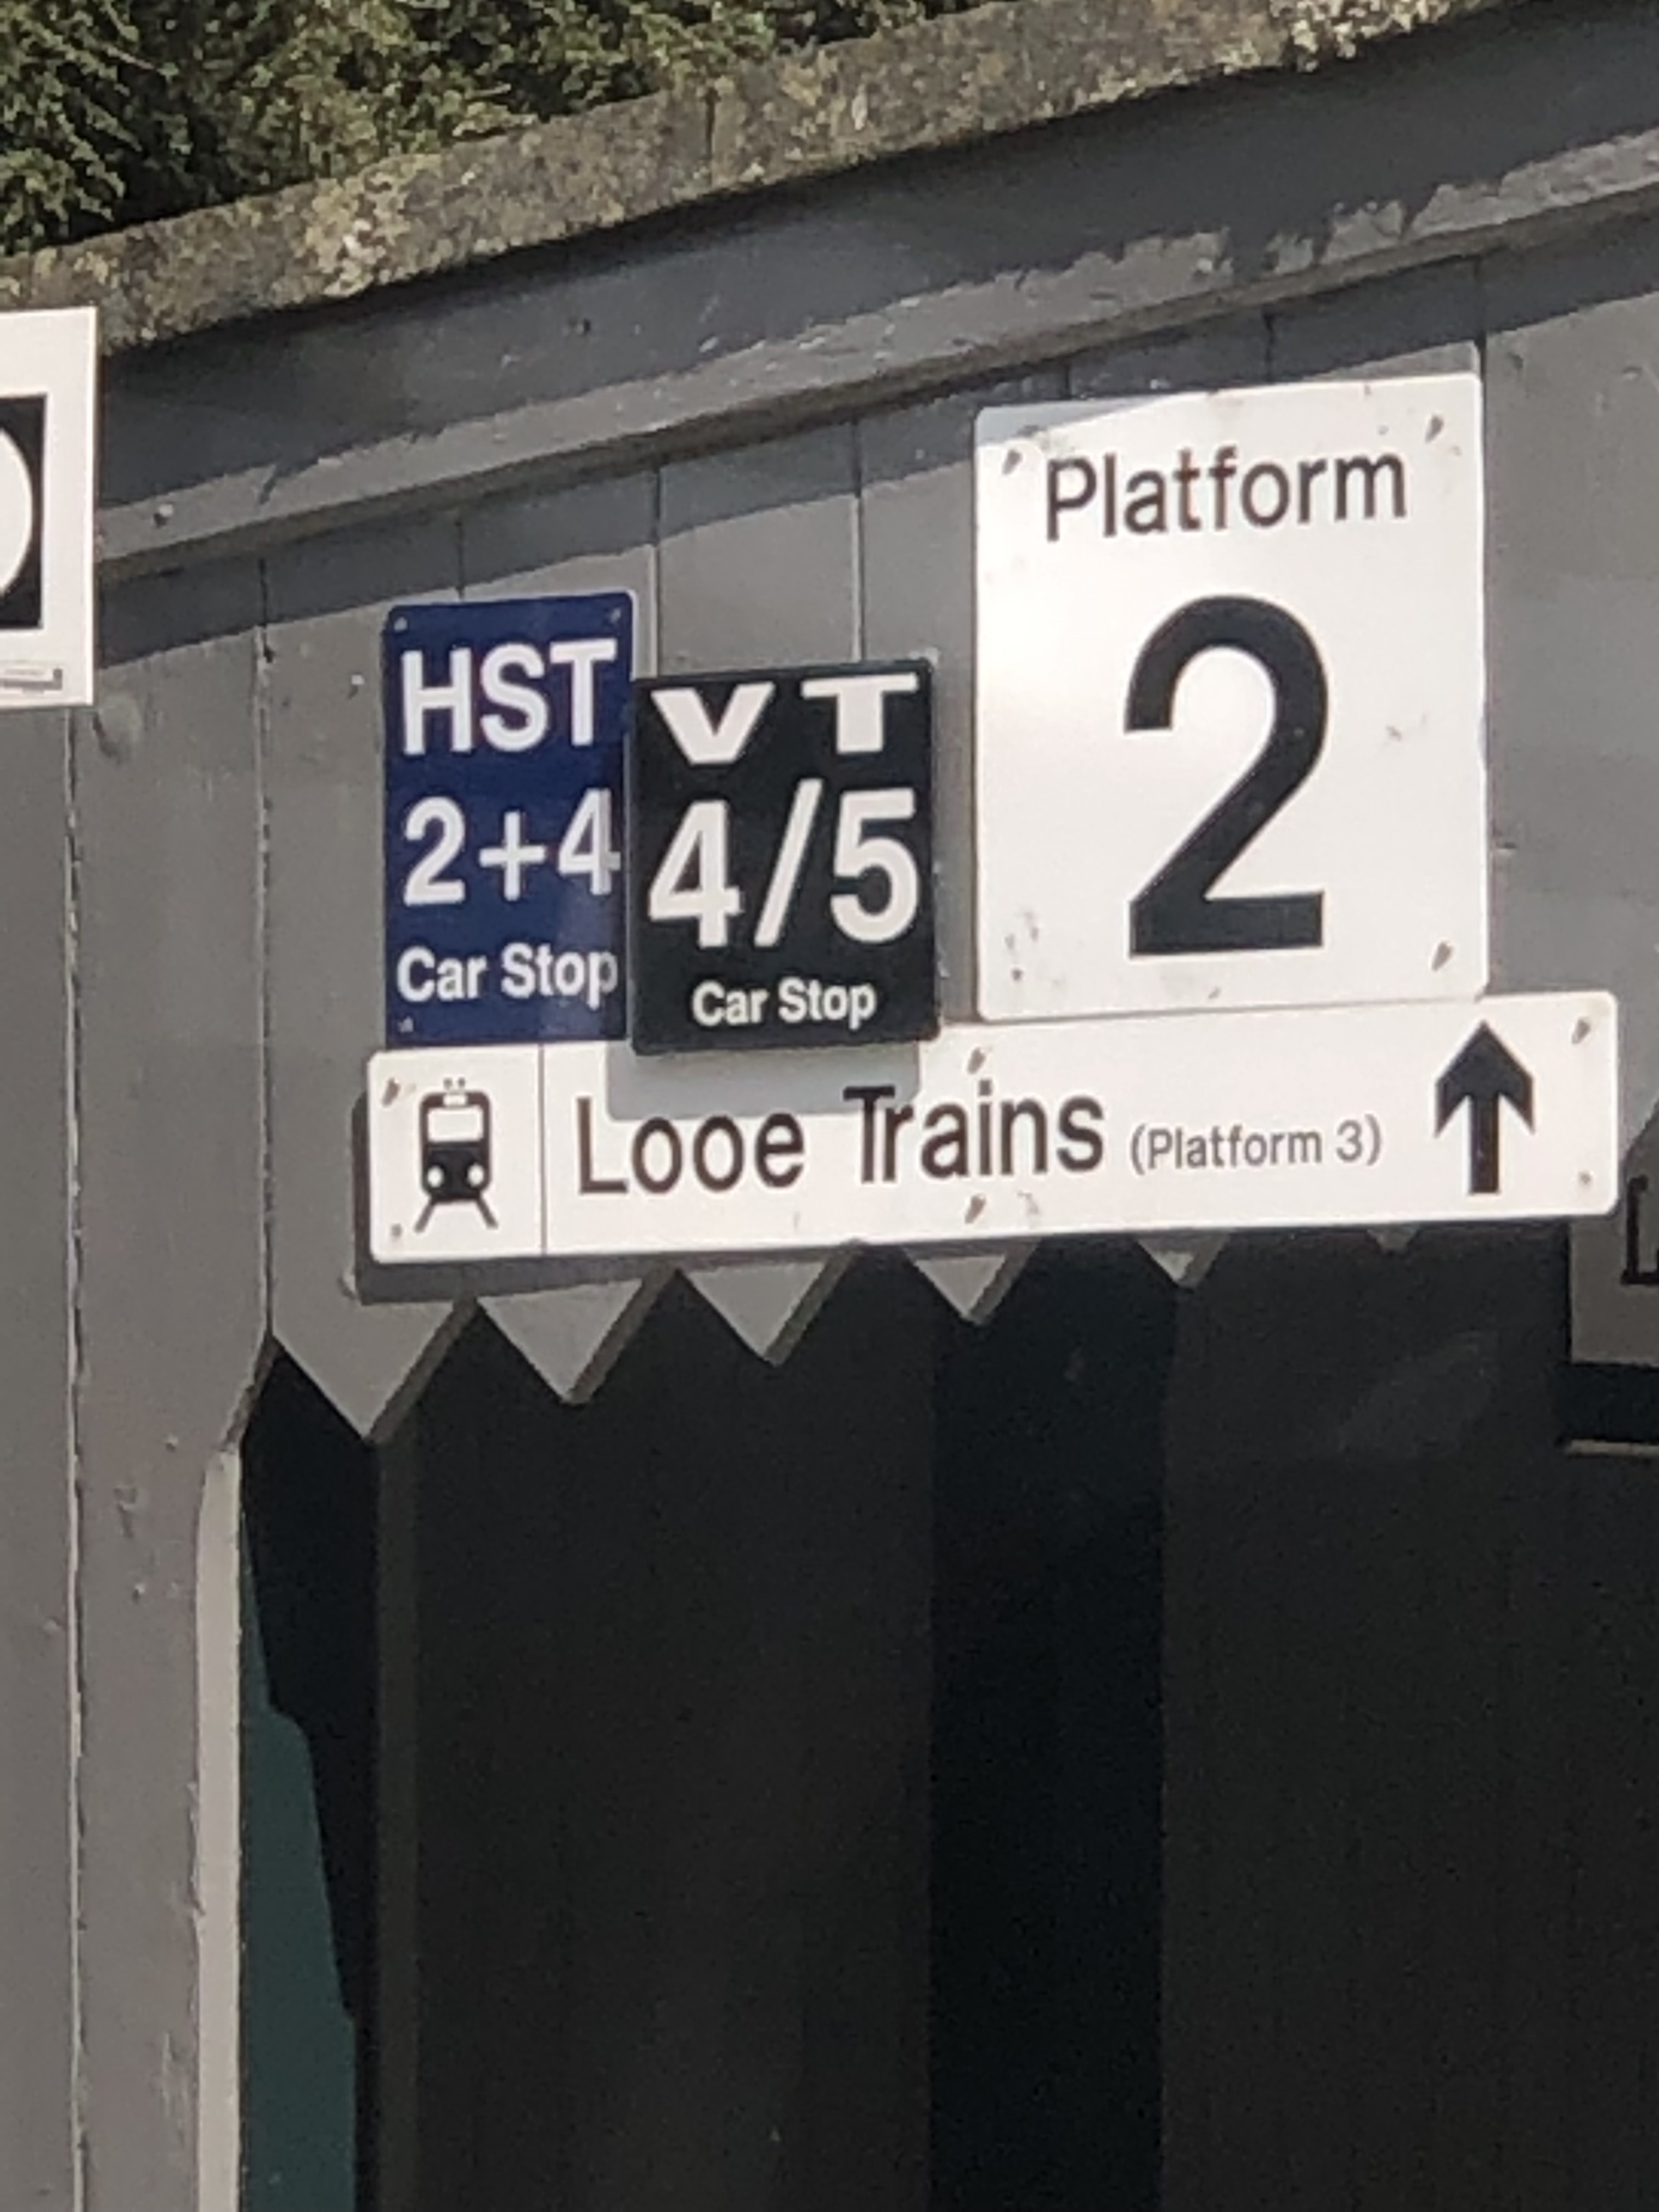 HST
2+4
Car Stop
VT
4/5
Car Stop
Platform
2
Looe Trains (Platform 3)